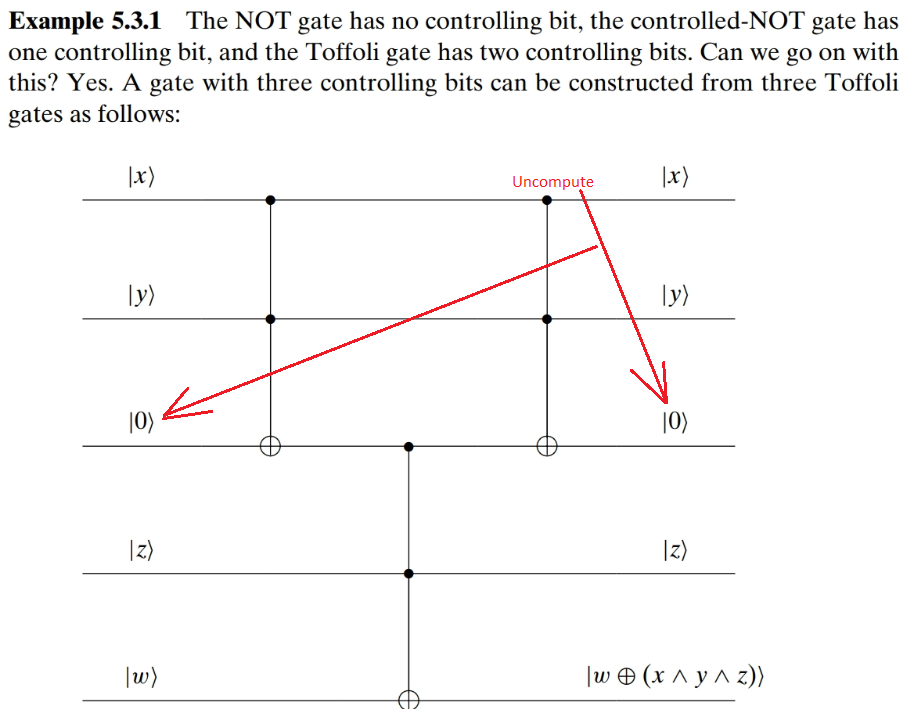 Example 5.3.1 The NOT gate has no controlling bit, the controlled-NOT gate has
one controlling bit, and the Toffoli gate has two controlling bits. Can we go on with
this? Yes. A gate with three controlling bits can be constructed from three Toffoli
gates as follows:
|x⟩ Uncompute |x⟩
|y⟩ |y⟩
|0⟩ |0⟩
|z⟩ |z⟩
|w⟩ |w ⊕ (x ∧ y ∧ z)⟩